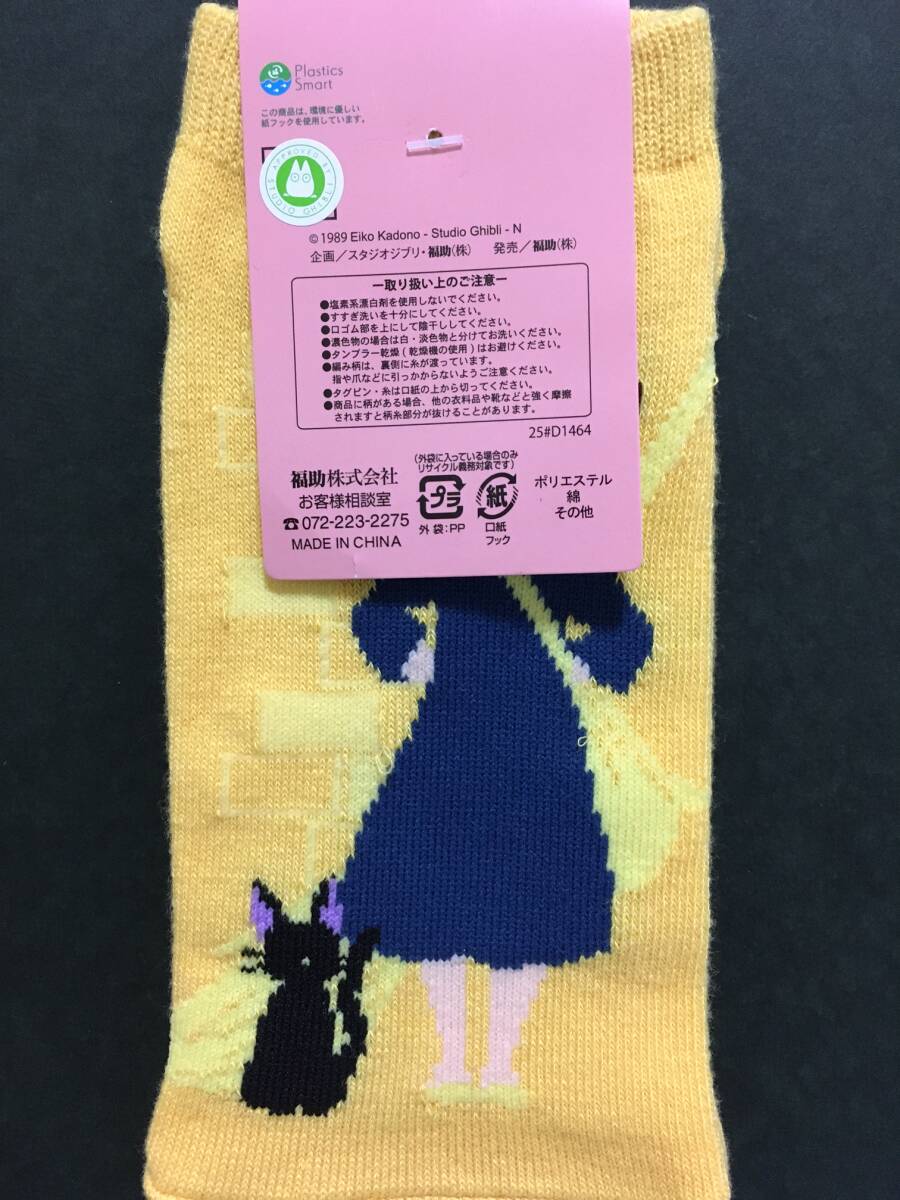 Plastics
Smart
この商品は、環境に優しい
紙フックを使用しています。
APPROVED BY STUDIO GHIBLI
© 1989 Eiko Kadono - Studio Ghibli - N
企画／スタジオジブリ・福助(株)　発売／福助(株)
ー取り扱い上のご注意ー
●塩素系漂白剤を使用しないでください。
●すすぎ洗いを十分にしてください。
●口ゴム部を上にして陰干ししてください。
●濃色物の場合は白・淡色物と分けてお洗いください。
●タンブラー乾燥(乾燥機の使用)はお避けください。
●編み柄は、裏側に糸が渡っています。
指や爪などに引っかからないようご注意ください。
●タグピン・糸は口紙の上から切ってください。
●商品に柄がある場合、他の衣料品や靴などと強く摩擦
されますと柄糸部分が抜けることがあります。
25#D1464
福助株式会社
お客様相談室
☎072-223-2275
MADE IN CHINA
(外袋に入っている場合のみ
リサイクル義務対象です)
プラ
外袋:PP
紙
口紙
フック
ポリエステル
綿
その他